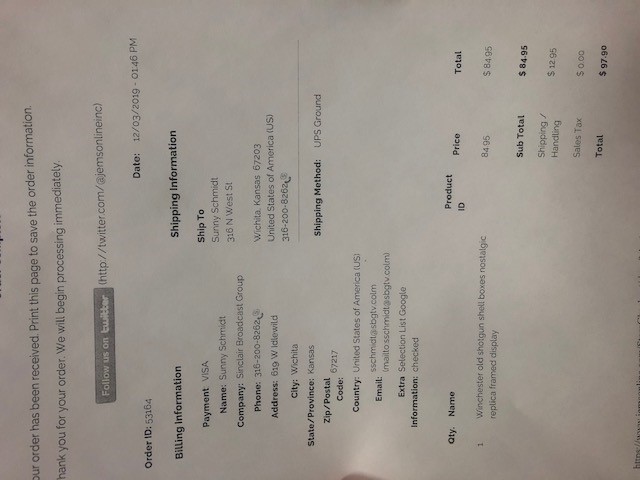 our order has been received. Print this page to save the order information.
hank you for your order. We will begin processing immediately.
Follow us on twitter (http://twitter.com/@jemsonlineinc)
Date: 12/03/2019 - 01:46 PM
Order ID: 53164
Billing Information
Payment: VISA
Name: Sunny Schmidt
Company: Sinclair Broadcast Group
Phone: 316-200-8262
Address: 619 W Idlewild
City: Wichita
State/Province: Kansas
Zip/Postal
Code: 67217
Country: United States of America (US)
Email: sschmidt@sbgtv.colm
(mailto:sschmidt@sbgtv.colm)
Extra Selection List Google
Information: checked
Shipping Information
Ship To
Sunny Schmidt
316 N West St
Wichita, Kansas 67203
United States of America (US)
316-200-8262
Shipping Method: UPS Ground
Qty. Name Product ID Price Total
1 Winchester old shotgun shell boxes nostalgic 84.95 $ 84.95
replica framed display
Sub Total $ 84.95
Shipping /
Handling $ 12.95
Sales Tax $ 0.00
Total $ 97.90